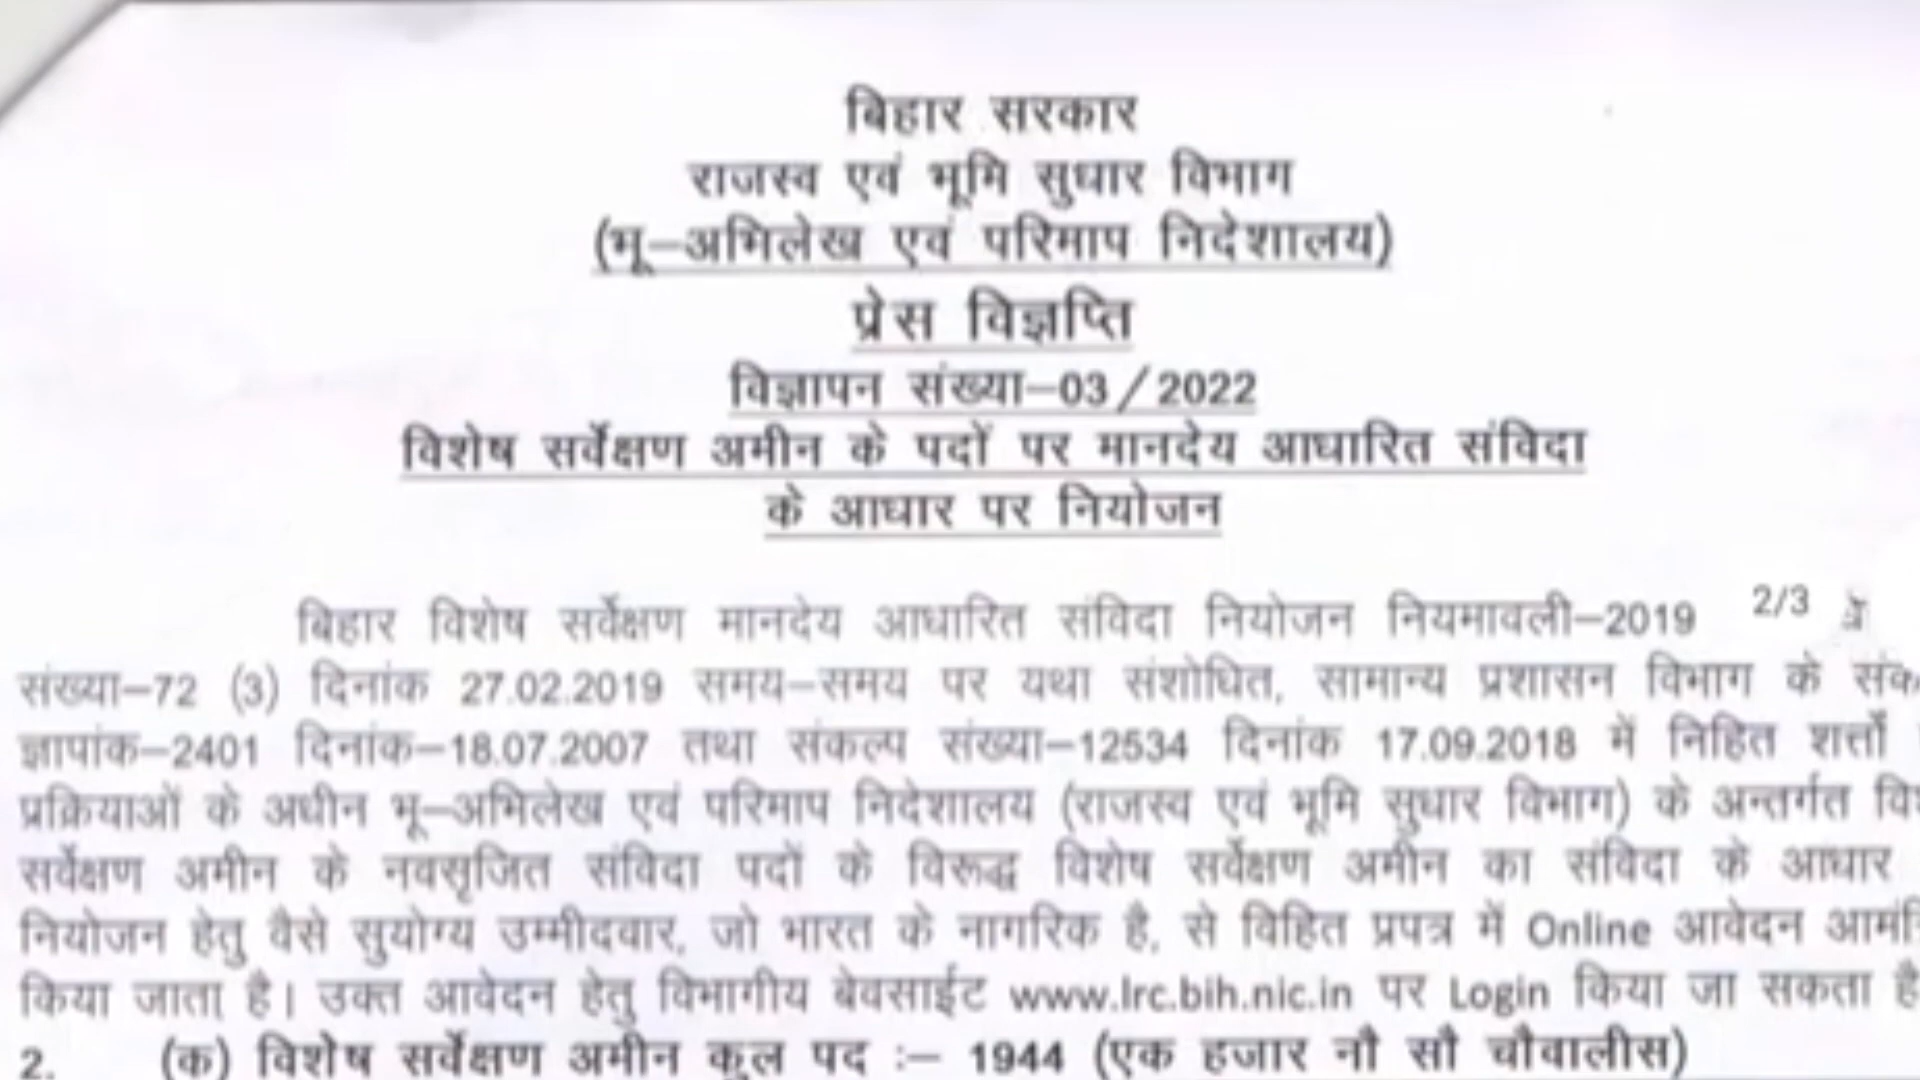 बिहार सरकार
राजस्व एवं भूमि सुधार विभाग
(भू–अभिलेख एवं परिमाप निदेशालय)
प्रेस विज्ञप्ति
विज्ञापन संख्या–03/2022
विशेष सर्वेक्षण अमीन के पदों पर मानदेय आधारित संविदा
के आधार पर नियोजन
बिहार विशेष सर्वेक्षण मानदेय आधारित संविदा नियोजन नियमावली–2019 2/3
संख्या–72 (3) दिनांक 27.02.2019 समय–समय पर यथा संशोधित, सामान्य प्रशासन विभाग के
ज्ञापांक–2401 दिनांक–18.07.2007 तथा संकल्प संख्या–12534 दिनांक 17.09.2018 में निहित शर्त्तों
प्रक्रियाओं के अधीन भू–अभिलेख एवं परिमाप निदेशालय (राजस्व एवं भूमि सुधार विभाग) के अन्तर्गत
सर्वेक्षण अमीन के नवसृजित संविदा पदों के विरूद्ध विशेष सर्वेक्षण अमीन का संविदा के आधार
नियोजन हेतु वैसे सुयोग्य उम्मीदवार, जो भारत के नागरिक है, से विहित प्रपत्र में Online आवेदन
किया जाता है। उक्त आवेदन हेतु विभागीय बेवसाईट www.lrc.bih.nic.in पर Login किया जा सकता है
2. (क) विशेष सर्वेक्षण अमीन कुल पद :– 1944 (एक हजार नौ सौ चौवालीस)